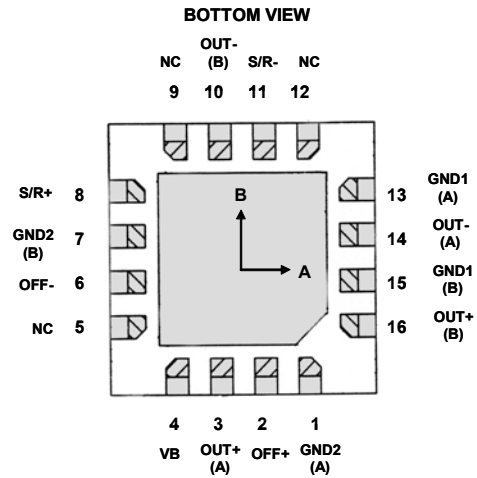 BOTTOM VIEW
OUT-
NC (B) S/R- NC
9 10 11 12
S/R+ 8
13 GND1
(A)
B
GND2 7
(B)
14 OUT-
(A)
A
OFF- 6
15 GND1
(B)
NC 5
16 OUT+
(B)
4 3 2 1
VB OUT+ OFF+ GND2
(A) (A)